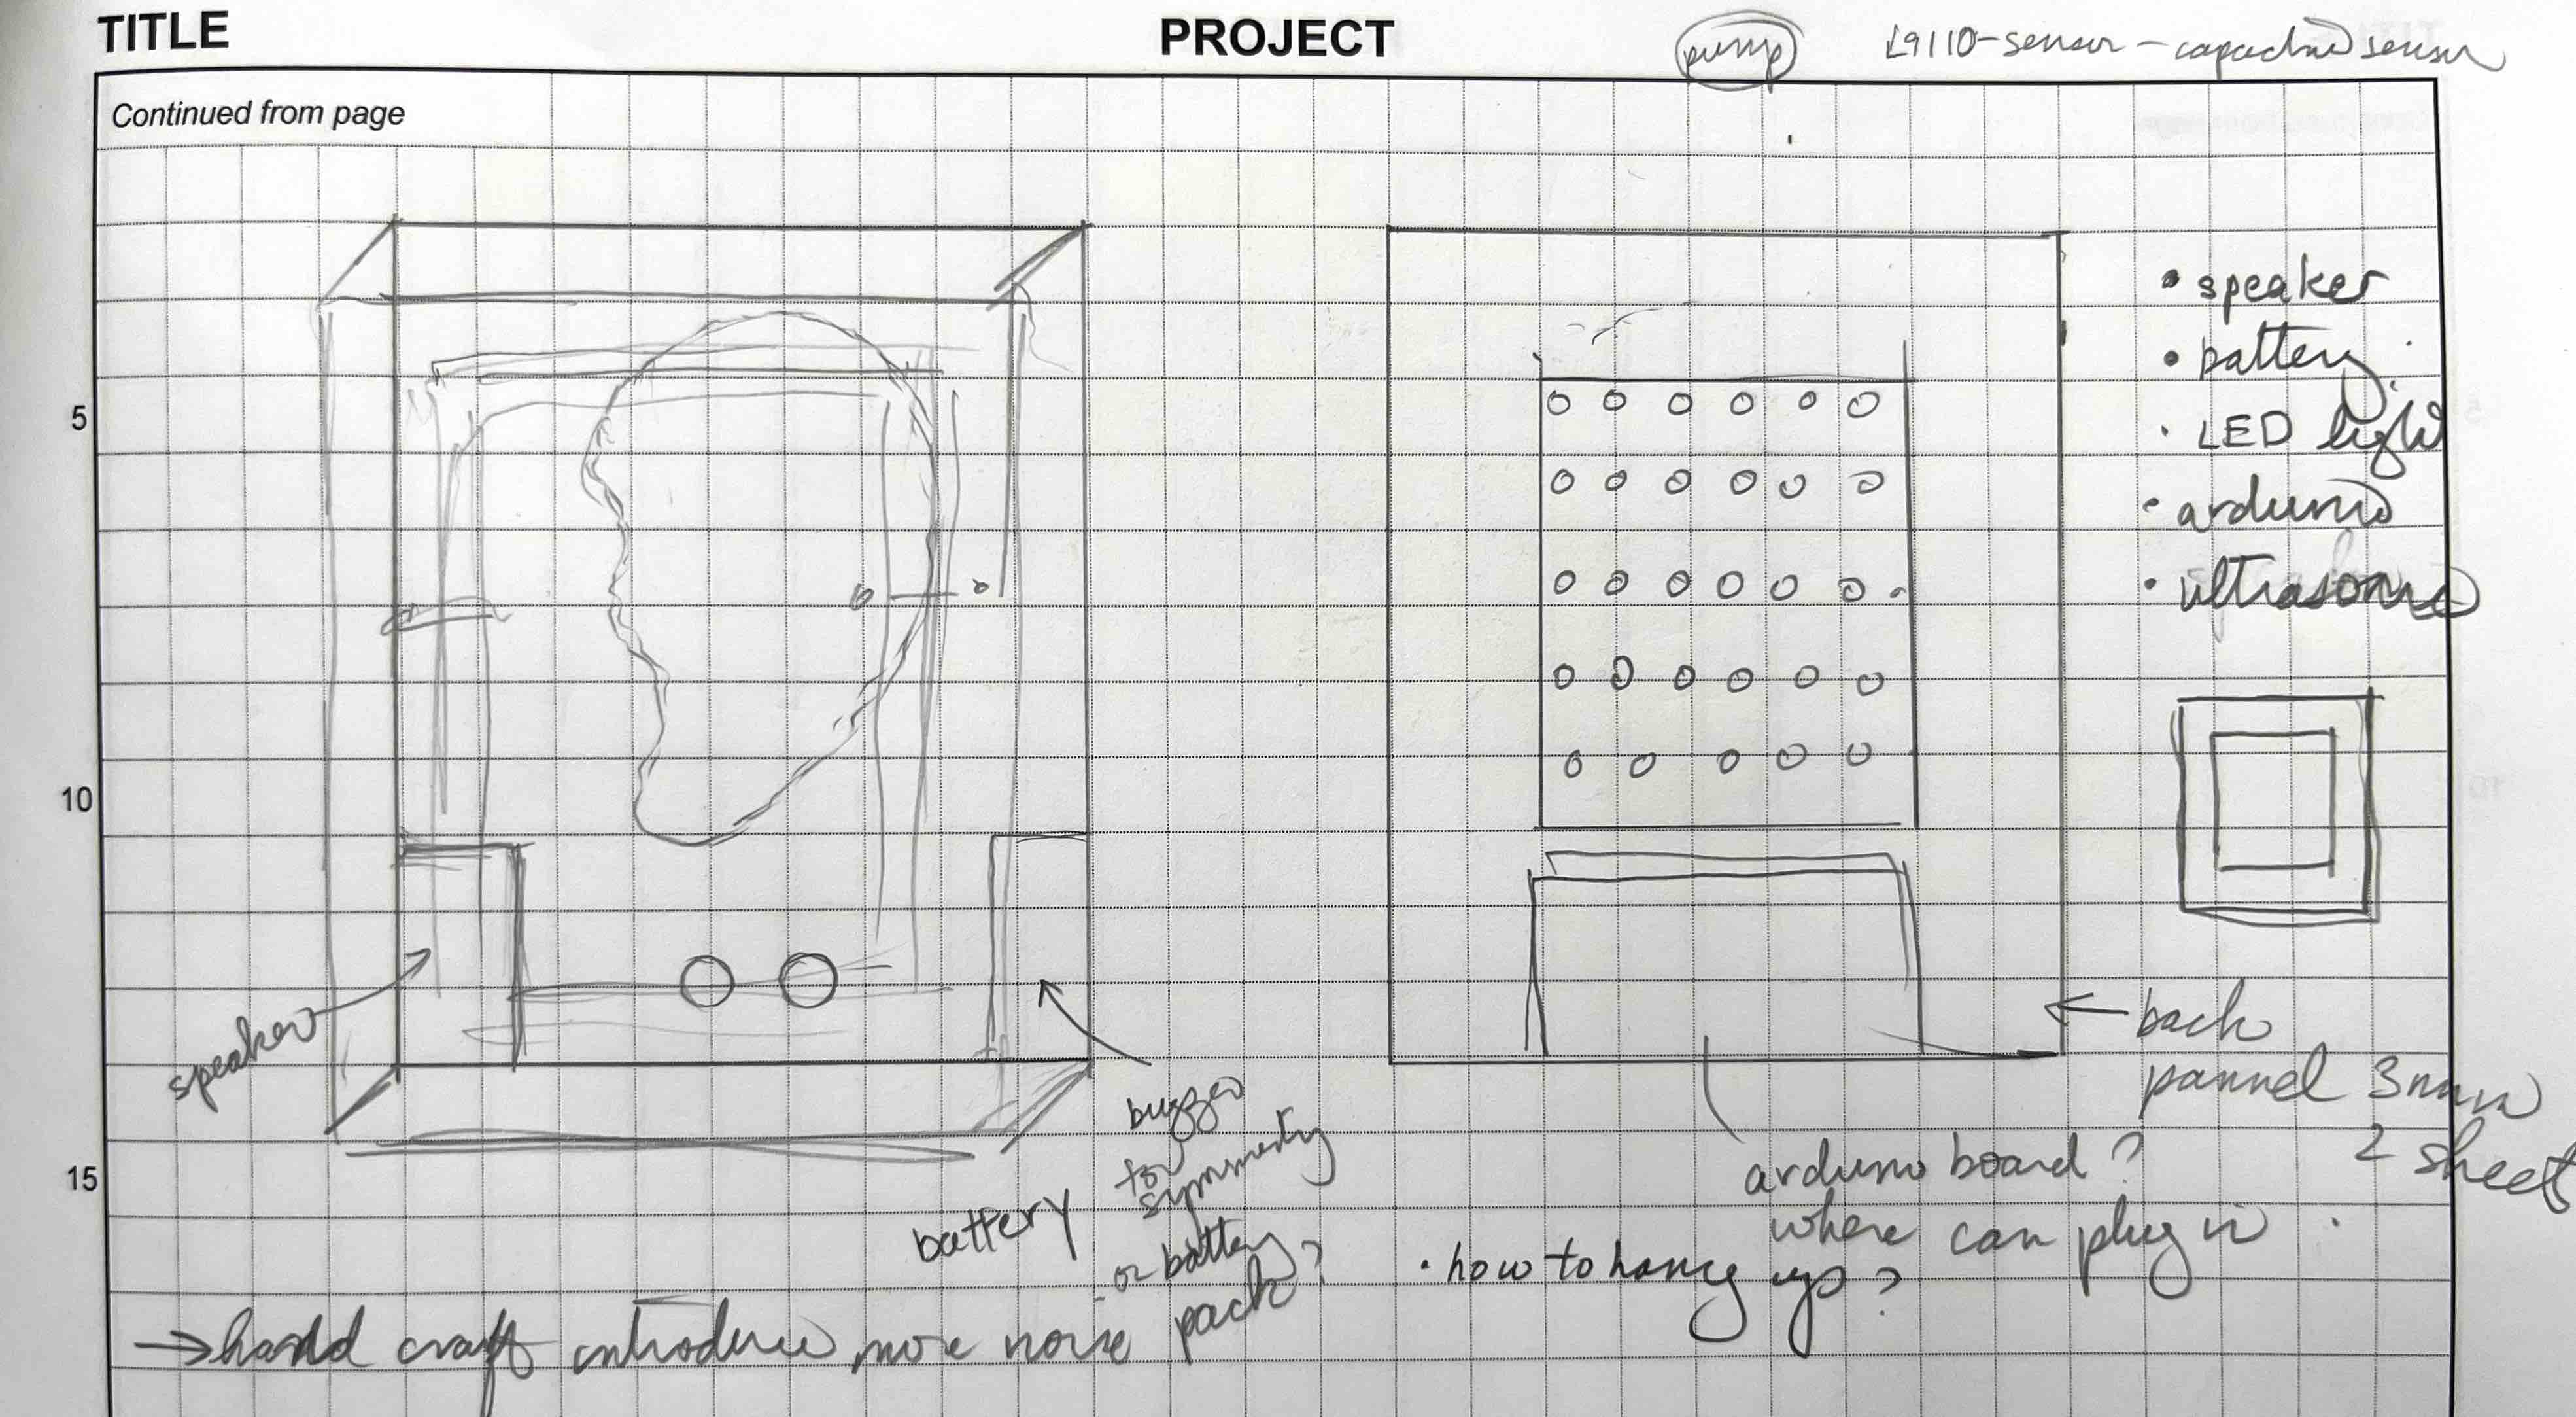 TITLE
PROJECT
pump
L9110-sensor-capacitive sensor
Continued from page
5
10
15
• speaker
• battery
• LED light
• arduino
• ultrasonic
speaker
battery
buzzer
for
symmetry
or battery
pack?
back
pannel 3mm
2 sheet
arduino board?
where can plug in
• how to hang up?
→ hand craft introduce more noise